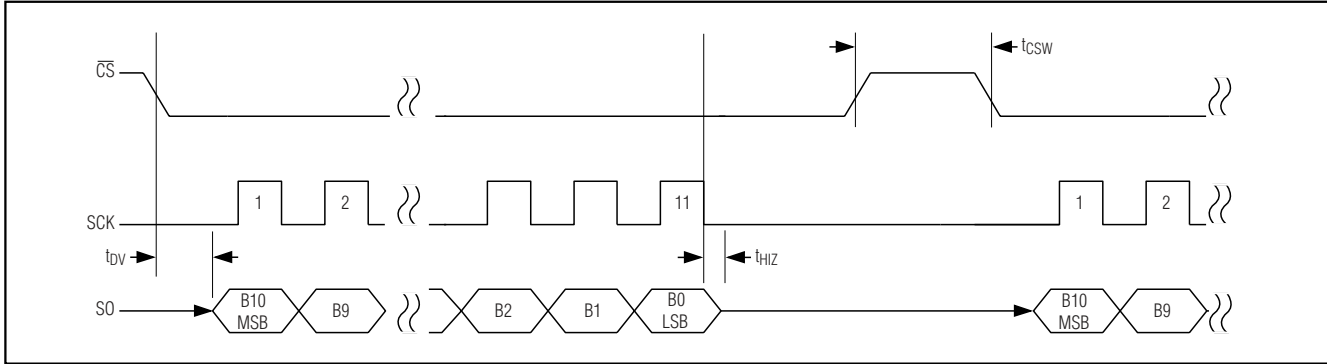 C̅S̅
tCSW
1 2 11 1 2
SCK
tDV
tHIZ
SO
B10 MSB
B9
B2
B1
B0 LSB
B10 MSB
B9